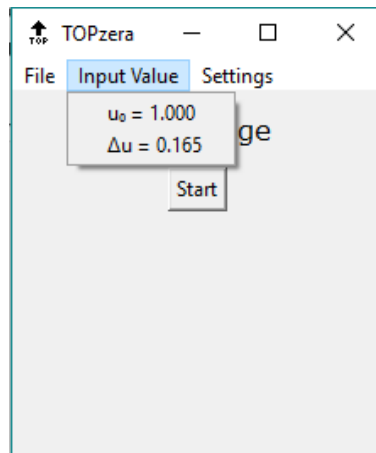 TOP TOPzera
File Input Value Settings
u₀ = 1.000
Δu = 0.165
ge
Start